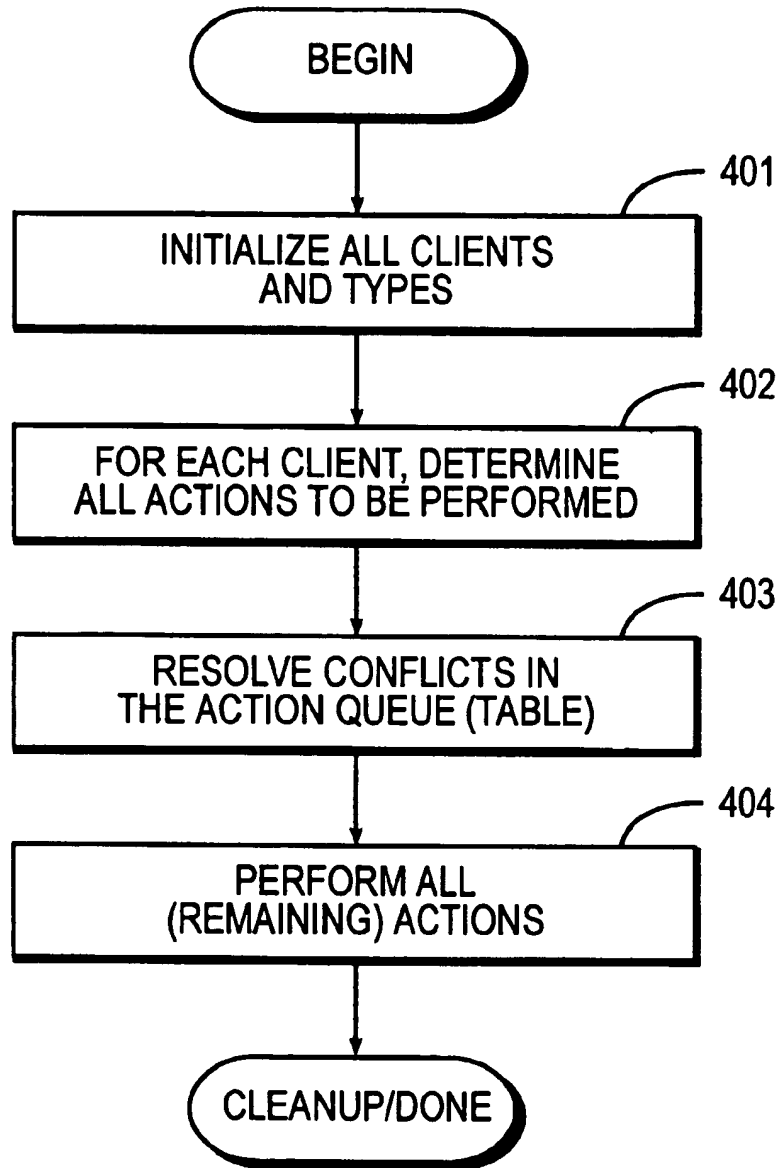 BEGIN
401
INITIALIZE ALL CLIENTS
AND TYPES
402
FOR EACH CLIENT, DETERMINE
ALL ACTIONS TO BE PERFORMED
403
RESOLVE CONFLICTS IN
THE ACTION QUEUE (TABLE)
404
PERFORM ALL
(REMAINING) ACTIONS
CLEANUP/DONE